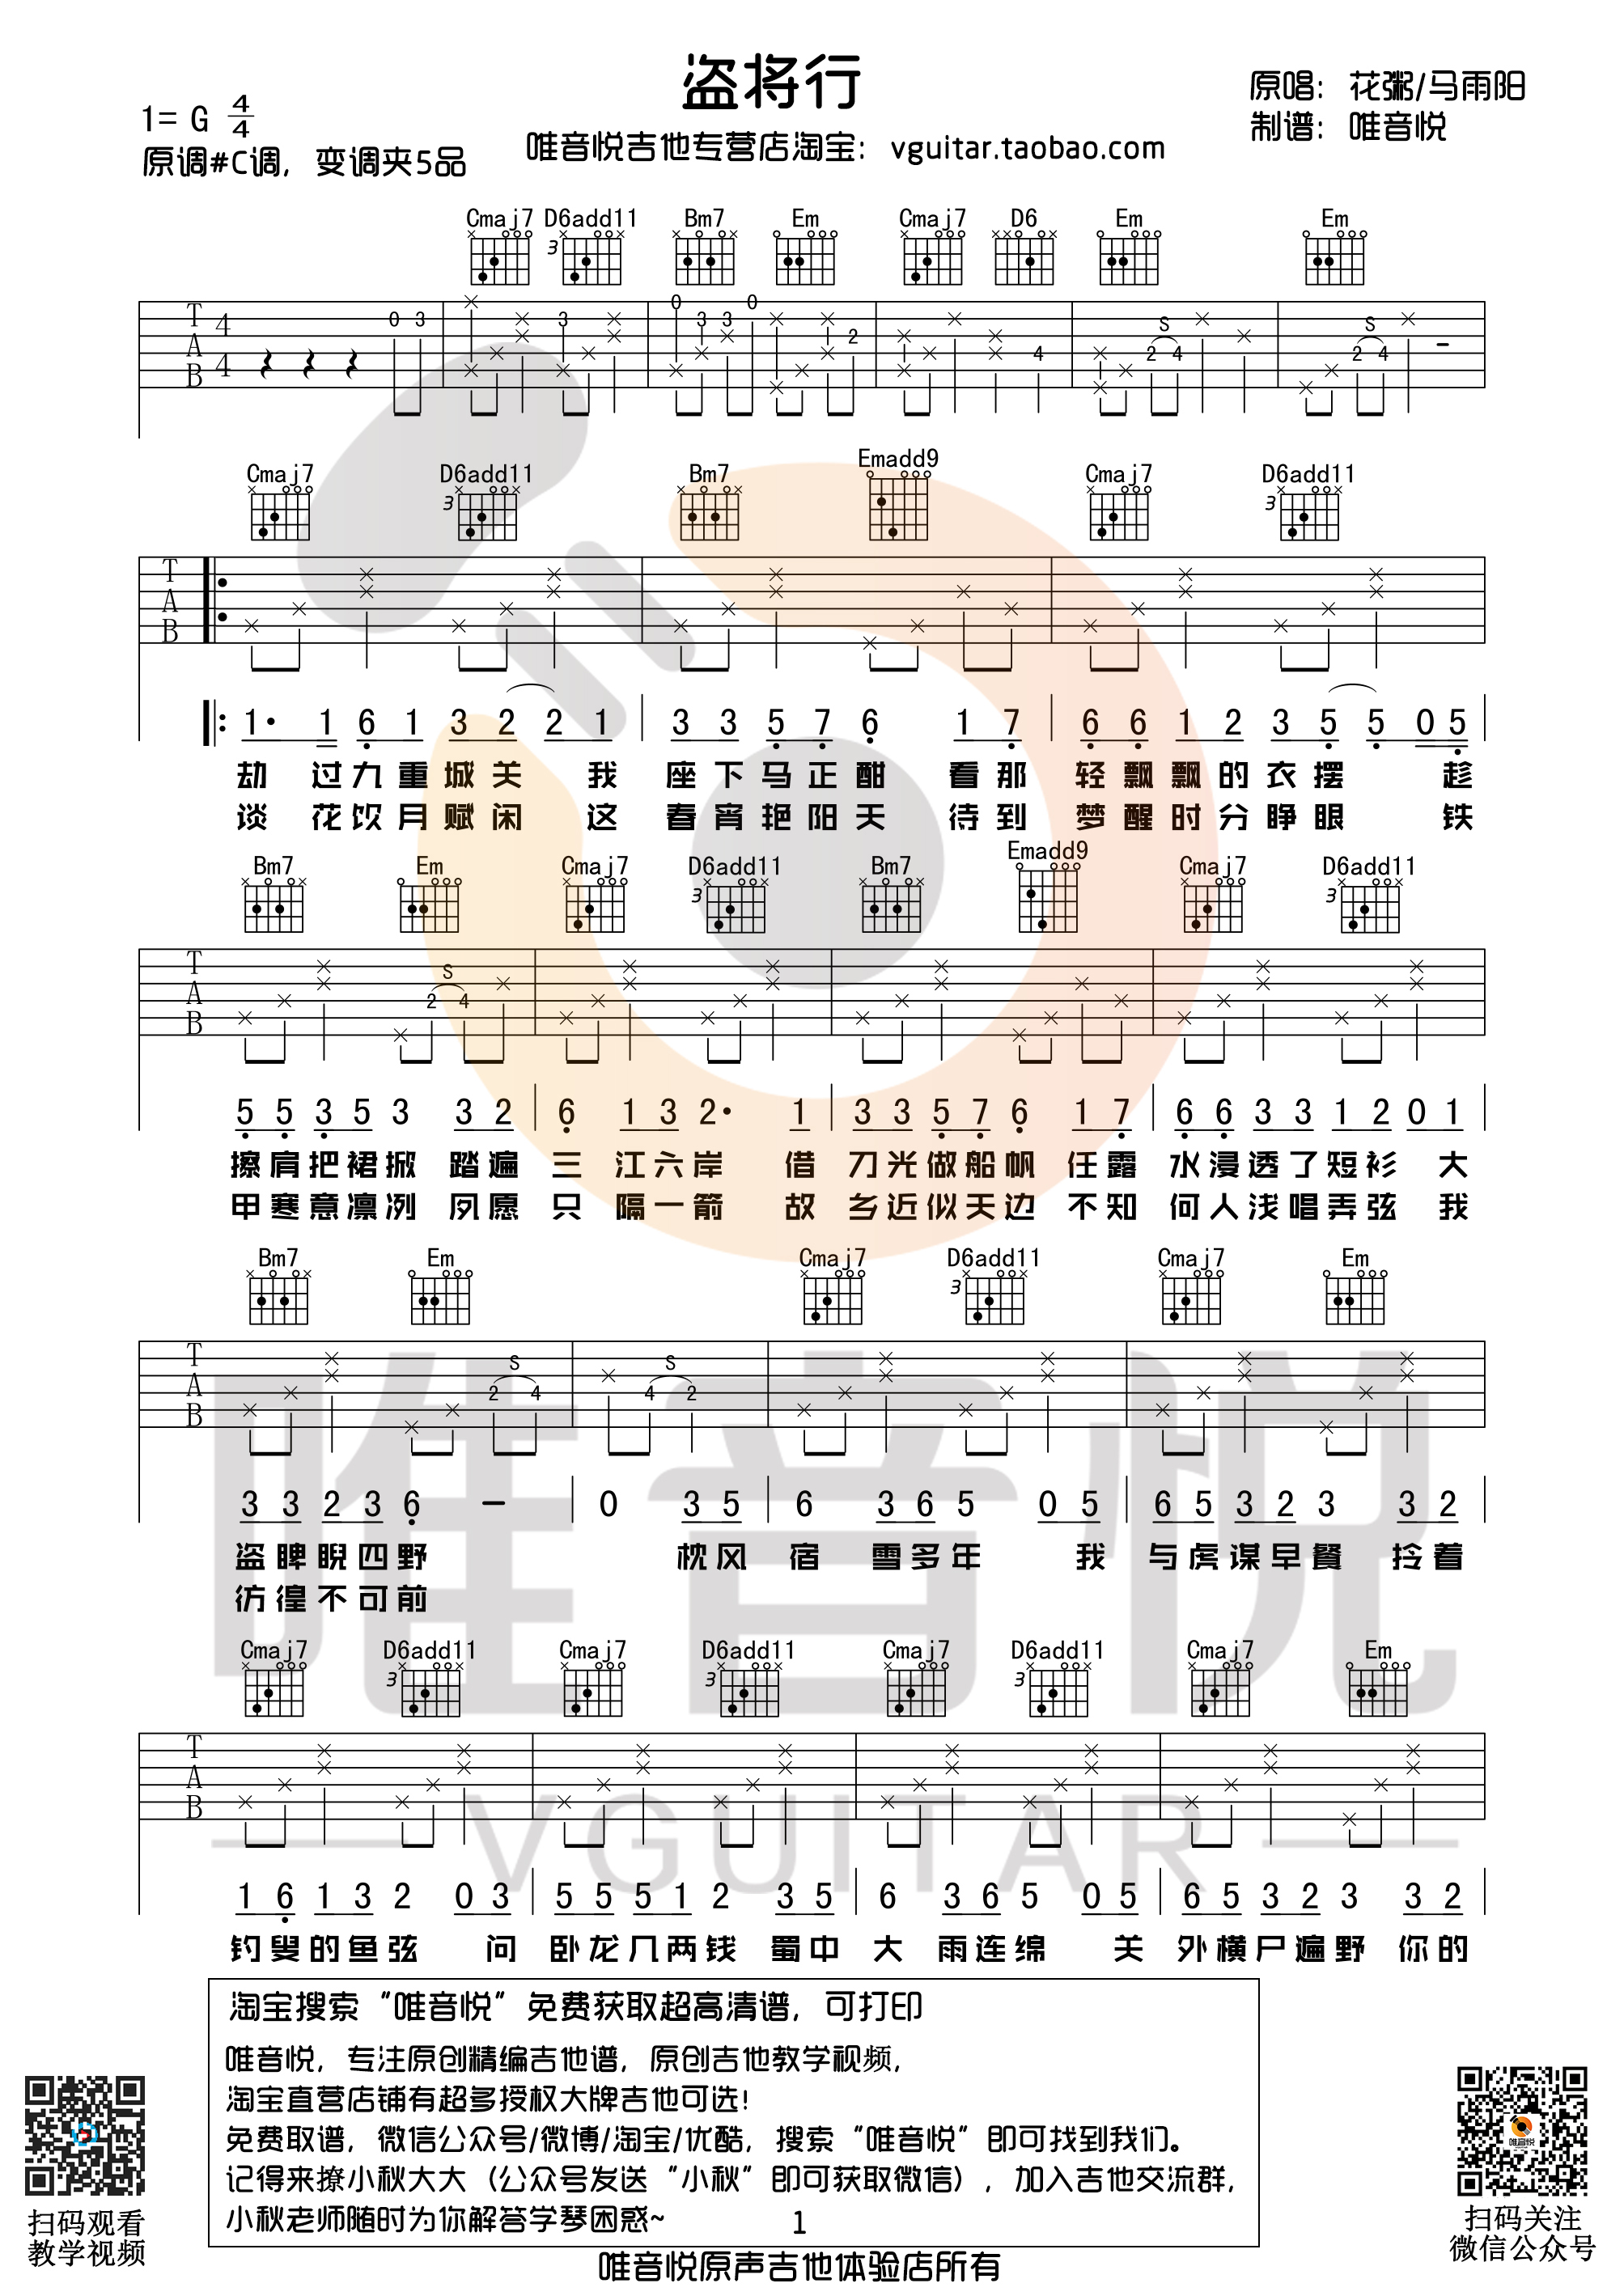 盗将行
原唱：花粥/马雨阳
制谱：唯音悦
1= G 4/4
原调#C调，变调夹5品
唯音悦吉他专营店淘宝：vguitar.taobao.com
Cmaj7 D6add11 Bm7 Em Cmaj7 D6 Em Em
3
T A B 4 4 0 3 3 0 3 3 0 2 4 S 2 4 S 2 4 -
Cmaj7 D6add11 Bm7 Emadd9 Cmaj7 D6add11
3 3
T A B
1· 1 6 1 3 2 2 1 3 3 5 7 6 1 7 6 6 1 2 3 5 5 0 5
劫 过九重城关 我 座下马正酣 看那 轻飘飘的衣摆 趁
谈 花饮月赋闲 这 春宵艳阳天 待到 梦醒时分睁眼 铁
Bm7 Em Cmaj7 D6add11 Bm7 Emadd9 Cmaj7 D6add11
3 3
T A B S 2 4
5 5 3 5 3 3 2 6 1 3 2· 1 3 3 5 7 6 1 7 6 6 3 3 1 2 0 1
擦肩把裙掀 踏遍 三 江六岸 借 刀光做船帆 任露 水浸透了短衫 大
甲寒意凛冽 夙愿 只 隔一箭 故 乡近似天边 不知 何人浅唱弄弦 我
Bm7 Em Cmaj7 D6add11 Cmaj7 Em
3
T A B S 2 4 S 4 2
3 3 2 3 6 - 0 3 5 6 3 6 5 0 5 6 5 3 2 3 3 2
盗睥睨四野 枕风 宿 雪多年 我 与虎谋早餐 拎着
彷徨不可前
Cmaj7 D6add11 Cmaj7 D6add11 Cmaj7 D6add11 Cmaj7 Em
3 3 3
T A B
1 6 1 3 2 0 3 5 5 5 1 2 3 5 6 3 6 5 0 5 6 5 3 2 3 3 2
钓叟的鱼弦 问 卧龙几两钱 蜀中 大 雨连绵 关 外横尸遍野 你的
唯音悦
VGUITAR
淘宝搜索“唯音悦”免费获取超高清谱，可打印
唯音悦，专注原创精编吉他谱，原创吉他教学视频，
淘宝直营店铺有超多授权大牌吉他可选！
免费取谱，微信公众号/微博/淘宝/优酷，搜索“唯音悦”即可找到我们。
记得来撩小秋大大（公众号发送“小秋”即可获取微信），加入吉他交流群，
小秋老师随时为你解答学琴困惑~
1
扫码观看
教学视频
唯音悦
扫码关注
微信公众号
唯音悦原声吉他体验店所有